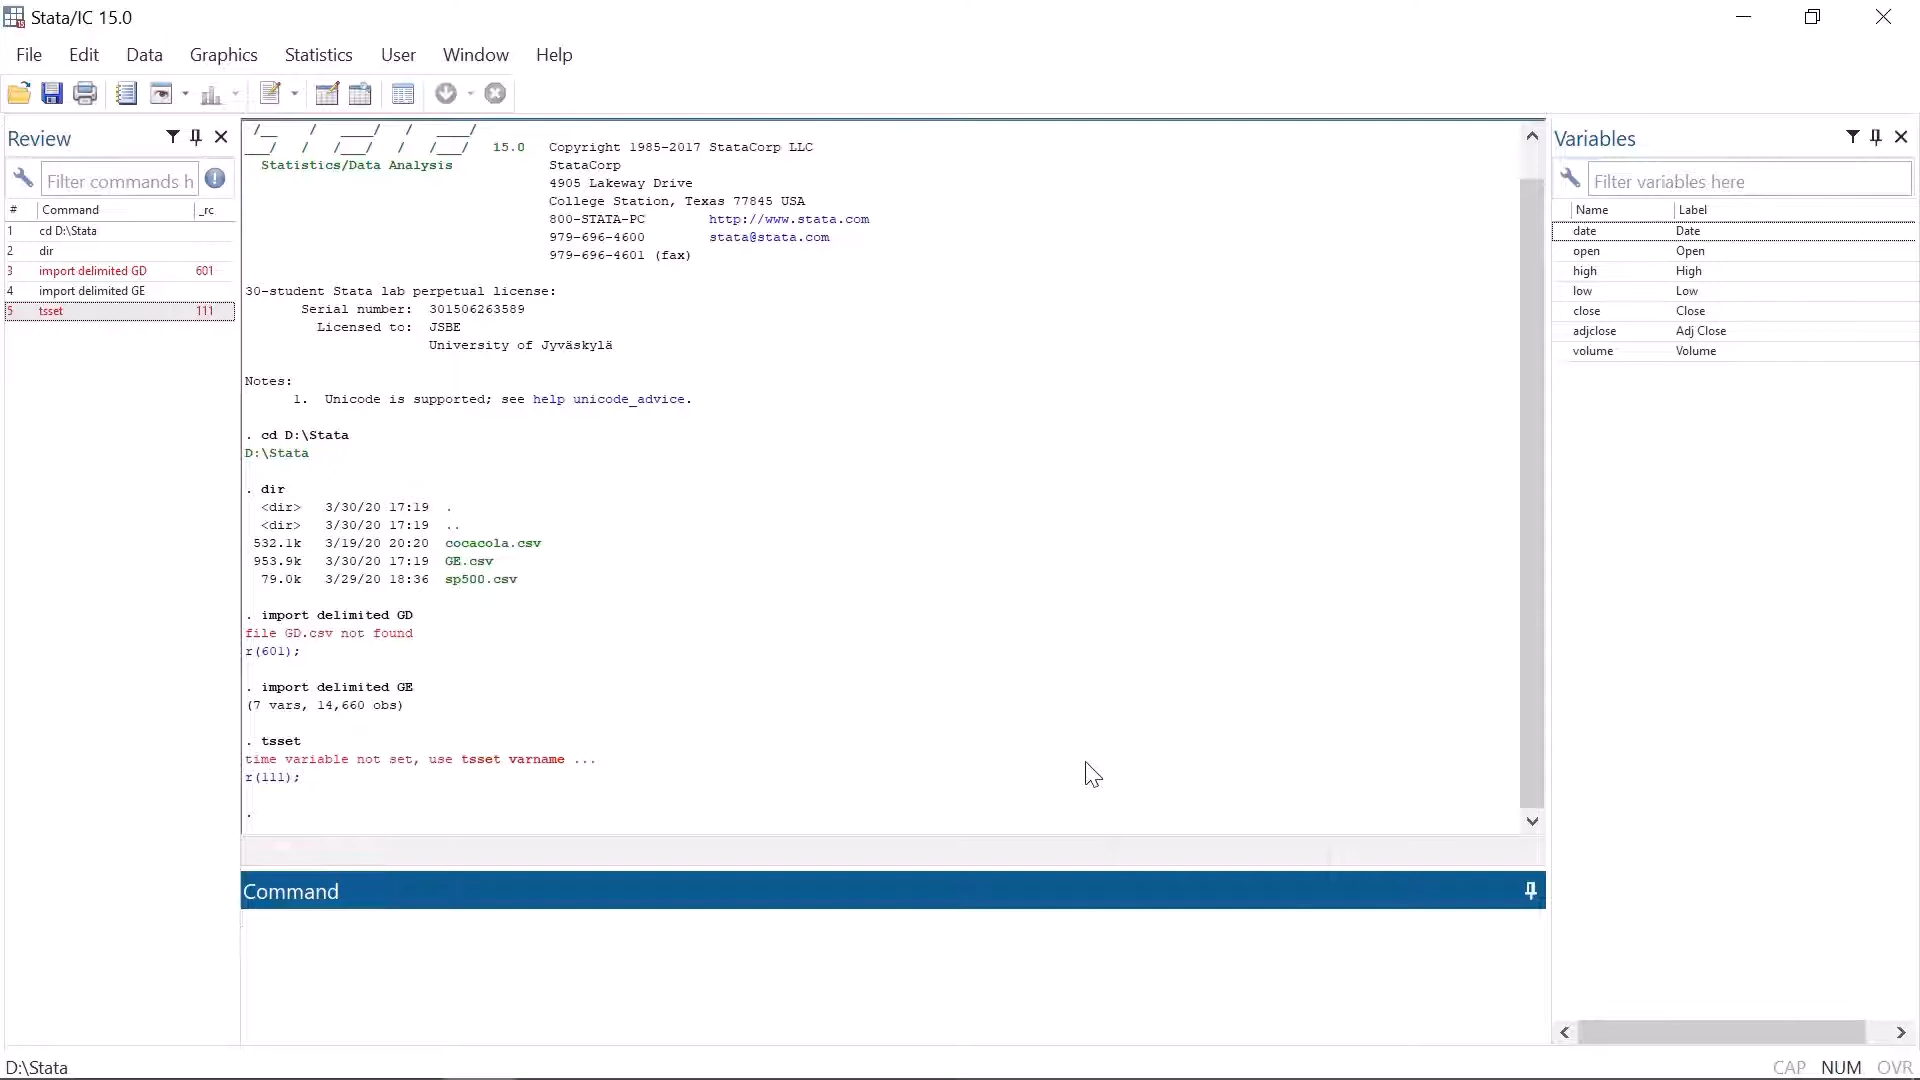 Stata/IC 15.0
File Edit Data Graphics Statistics User Window Help
Review
Filter commands h
# Command _rc
1 cd D:\Stata
2 dir
3 import delimited GD 601
4 import delimited GE
5 tsset 111
/__ / ____/ / ____/
___/ / /___/ / /___/ 15.0 Copyright 1985-2017 StataCorp LLC
Statistics/Data Analysis StataCorp
4905 Lakeway Drive
College Station, Texas 77845 USA
800-STATA-PC http://www.stata.com
979-696-4600 stata@stata.com
979-696-4601 (fax)
30-student Stata lab perpetual license:
Serial number: 301506263589
Licensed to: JSBE
University of Jyväskylä
Notes:
1. Unicode is supported; see help unicode_advice.
. cd D:\Stata
D:\Stata
. dir
<dir> 3/30/20 17:19 .
<dir> 3/30/20 17:19 ..
532.1k 3/19/20 20:20 cocacola.csv
953.9k 3/30/20 17:19 GE.csv
79.0k 3/29/20 18:36 sp500.csv
. import delimited GD
file GD.csv not found
r(601);
. import delimited GE
(7 vars, 14,660 obs)
. tsset
time variable not set, use tsset varname ...
r(111);
.
Command
Variables
Filter variables here
Name Label
date Date
open Open
high High
low Low
close Close
adjclose Adj Close
volume Volume
D:\Stata
CAP NUM OVR